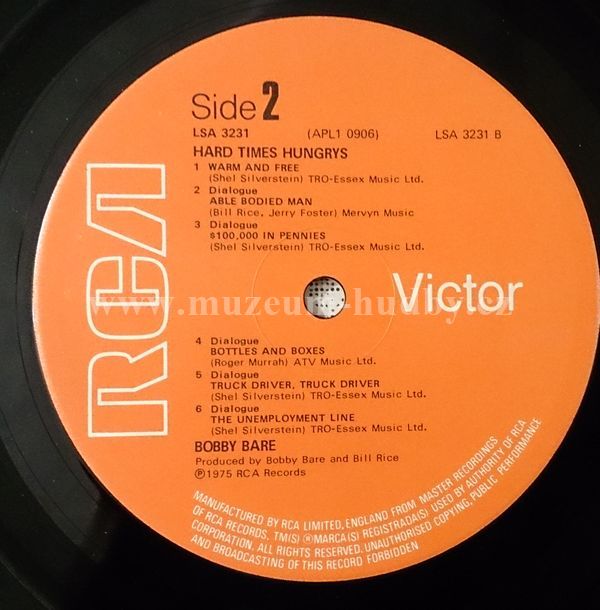 Side 2
LSA 3231 (APL1 0906) LSA 3231 B
HARD TIMES HUNGRYS
1 WARM AND FREE
(Shel Silverstein) TRO-Essex Music Ltd.
2 Dialogue
ABLE BODIED MAN
(Bill Rice, Jerry Foster) Mervyn Music
3 Dialogue
$100,000 IN PENNIES
(Shel Silverstein) TRO-Essex Music Ltd.
RCA
Victor
www.muzeum-hudby.cz
4 Dialogue
BOTTLES AND BOXES
(Roger Murrah) ATV Music Ltd.
5 Dialogue
TRUCK DRIVER, TRUCK DRIVER
(Shel Silverstein) TRO-Essex Music Ltd.
6 Dialogue
THE UNEMPLOYMENT LINE
(Shel Silverstein) TRO-Essex Music Ltd.
BOBBY BARE
Produced by Bobby Bare and Bill Rice
℗1975 RCA Records
MANUFACTURED BY RCA LIMITED, ENGLAND FROM MASTER RECORDINGS
OF RCA RECORDS. TM(S) ® MARCA(S) REGISTRADA(S) USED BY AUTHORITY OF RCA
CORPORATION. ALL RIGHTS RESERVED. UNAUTHORISED COPYING, PUBLIC PERFORMANCE
AND BROADCASTING OF THIS RECORD FORBIDDEN